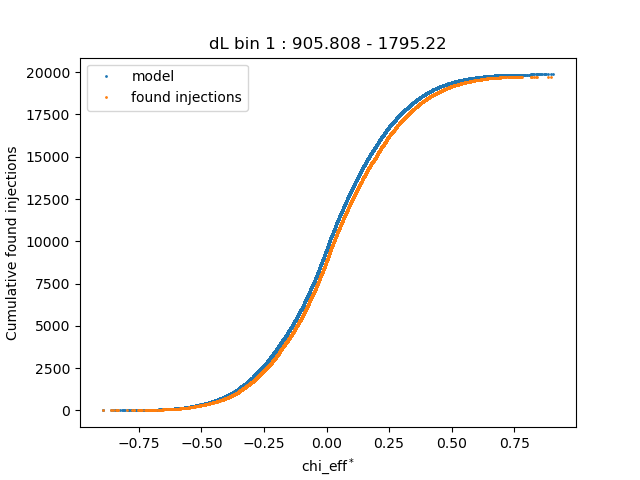 dL bin 1 : 905.808 - 1795.22
model
found injections
20000
17500
15000
12500
10000
7500
5000
2500
0
Cumulative found injections
−0.75 −0.50 −0.25 0.00 0.25 0.50 0.75
chi_eff*